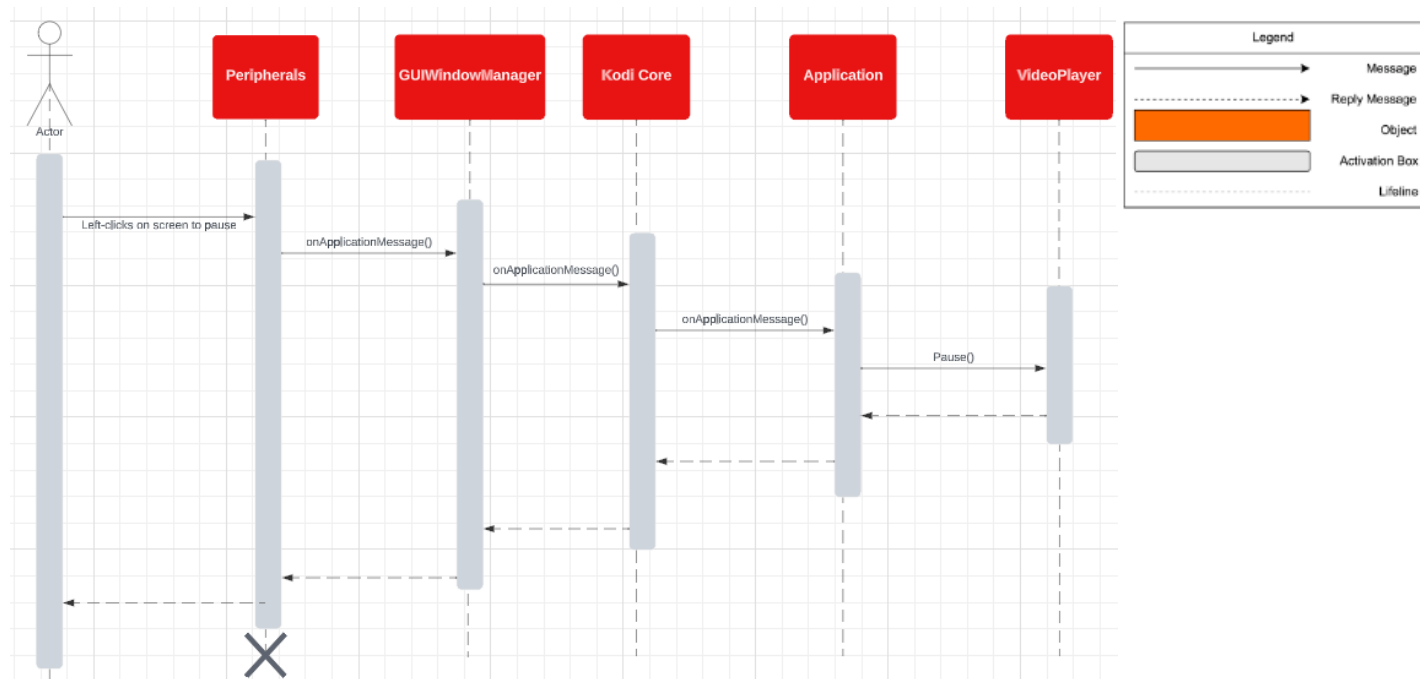 Legend
Message
Reply Message
Object
Activation Box
Lifeline
Peripherals
GUIWindowManager
Kodi Core
Application
VideoPlayer
Actor
Left-clicks on screen to pause
onApplicationMessage()
onApplicationMessage()
onApplicationMessage()
Pause()